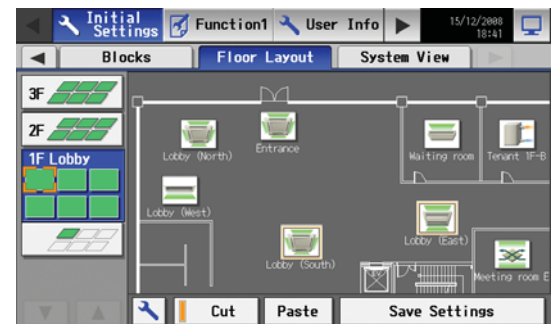 Initial
Settings
Function1
User Info
15/12/2008
18:41
Blocks
Floor Layout
System View
3F
2F
1F Lobby
Lobby (North)
Entrance
Waiting room
Tenant 1F-B
Lobby (West)
Lobby (South)
Lobby (East)
Meeting room E
Cut
Paste
Save Settings